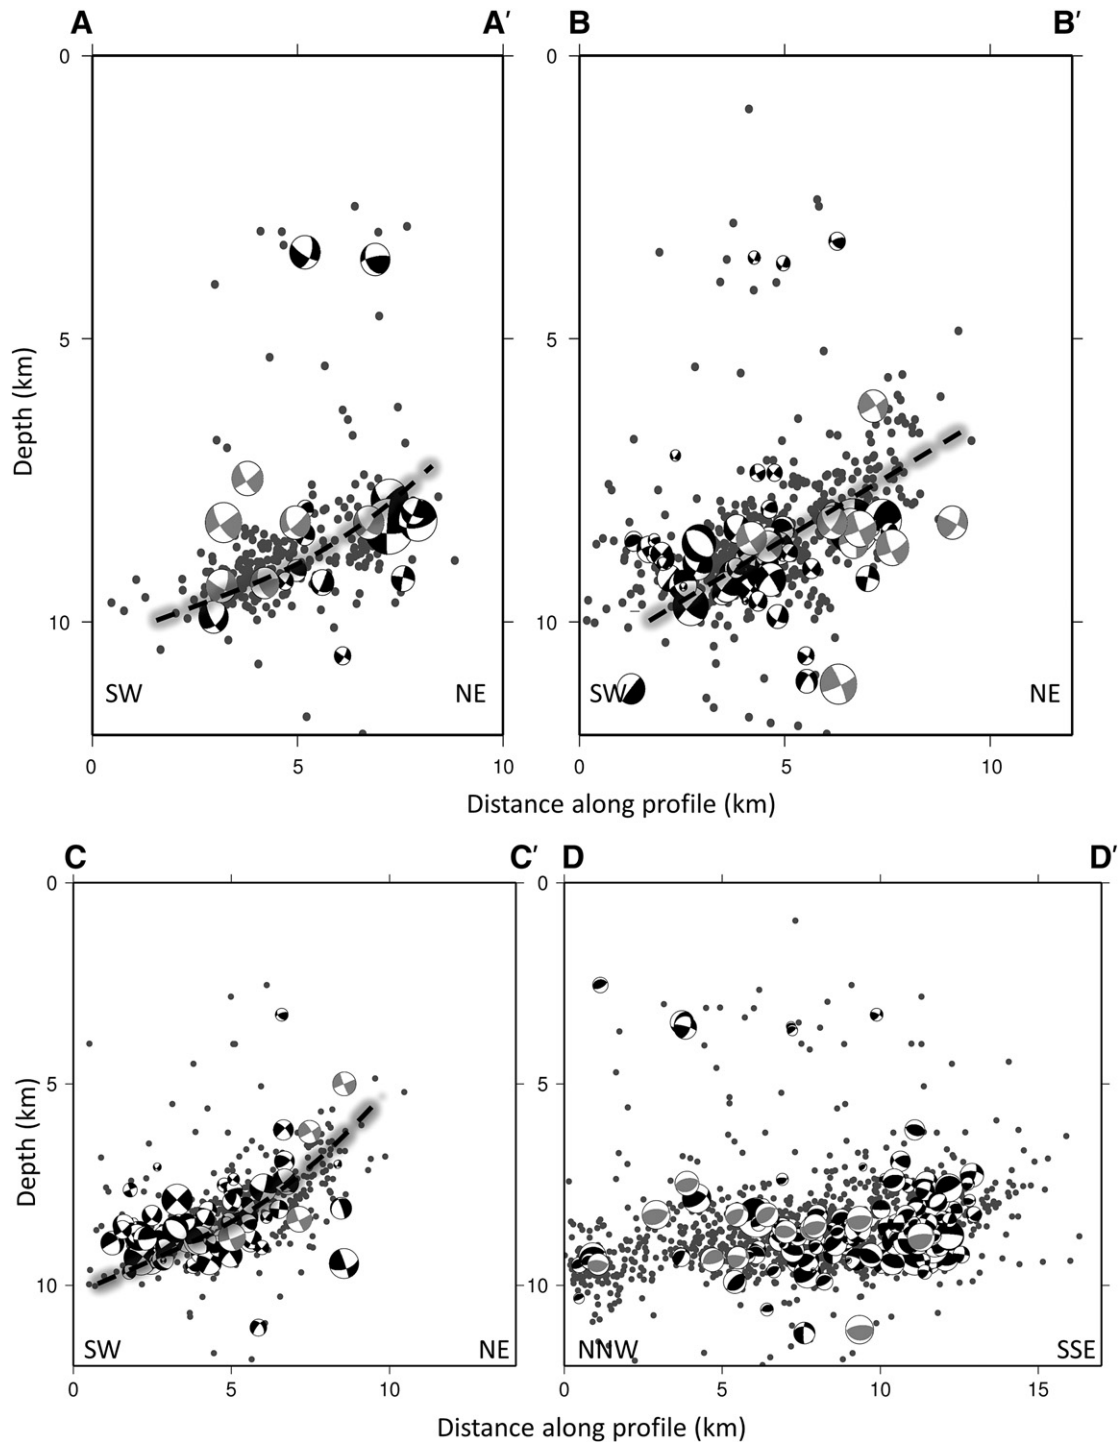 A A′ B B′
0 0
5 5
10 10
Depth (km)
SW NE SW NE
0 5 10 0 5 10
Distance along profile (km)
C C′ D D′
0 0
5 5
10 10
Depth (km)
SW NE NNW SSE
0 5 10 0 5 10 15
Distance along profile (km)